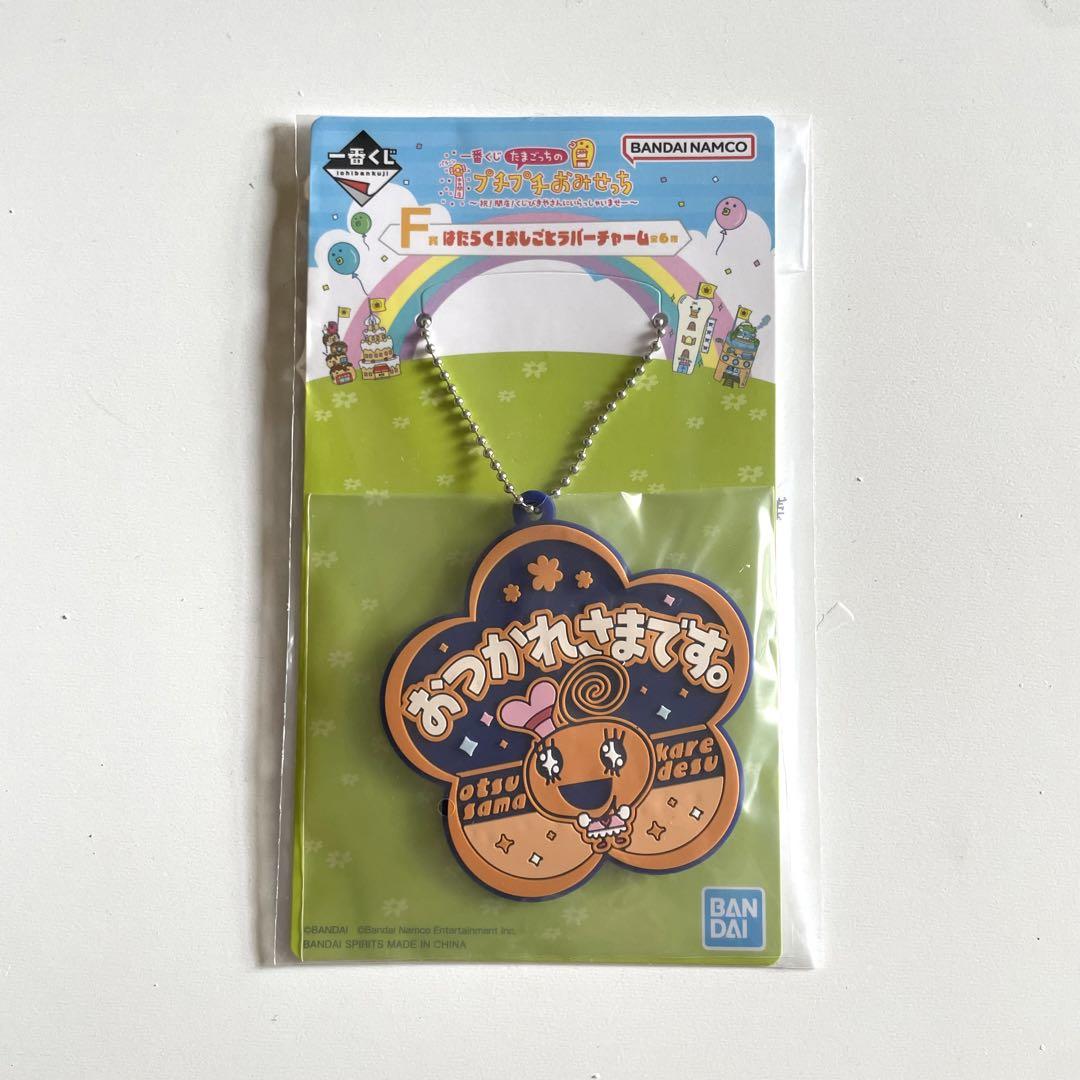 一番くじ
ichibankuji
一番くじ たまごっちの
プチプチおみせっち
～祝！開店！くじびきやさんにいらっしゃいませー～
BANDAI NAMCO
F賞 はたらく！おしごとラバーチャーム 全6種
おつかれさまです。
otsu kare
sama desu
BAN
DAI
©BANDAI ©Bandai Namco Entertainment Inc.
BANDAI SPIRITS MADE IN CHINA